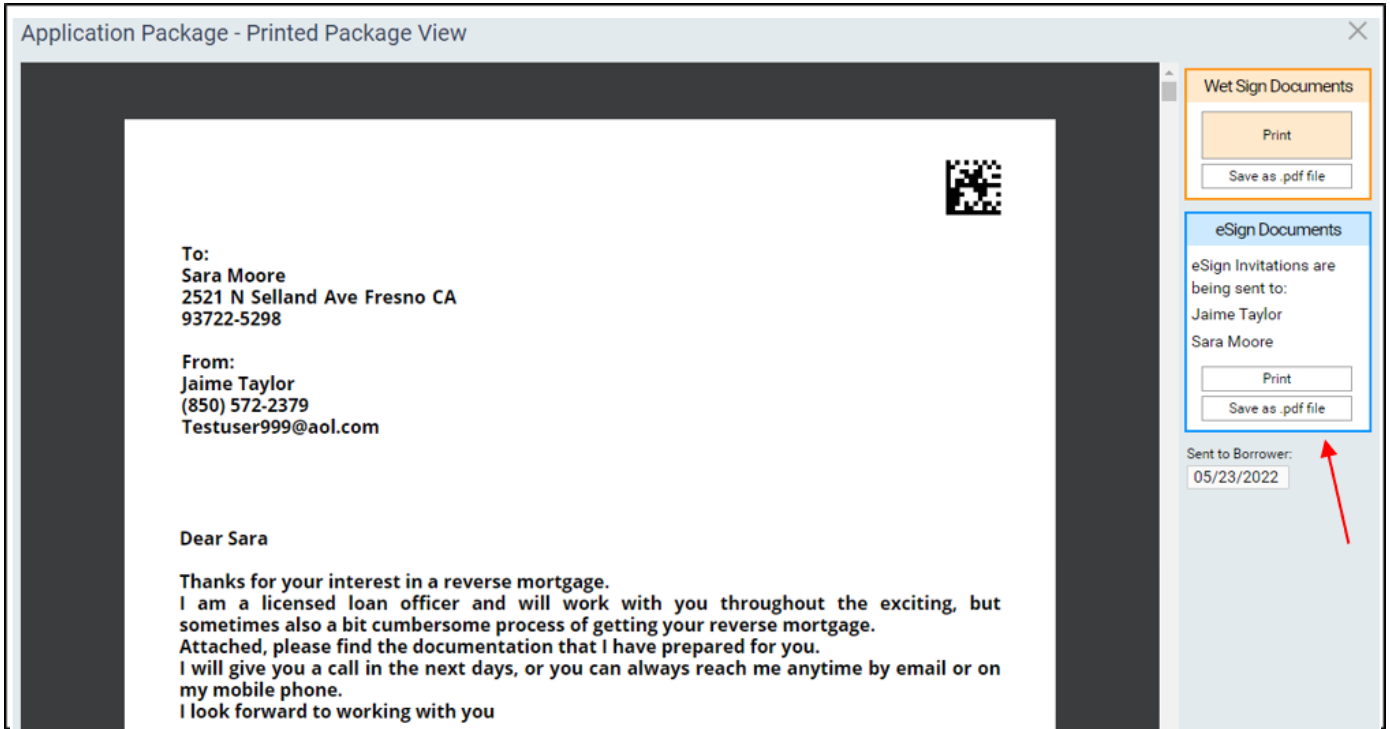 Application Package - Printed Package View
To:
Sara Moore
2521 N Selland Ave Fresno CA
93722-5298
From:
Jaime Taylor
(850) 572-2379
Testuser999@aol.com
Dear Sara
Thanks for your interest in a reverse mortgage.
I am a licensed loan officer and will work with you throughout the exciting, but
sometimes also a bit cumbersome process of getting your reverse mortgage.
Attached, please find the documentation that I have prepared for you.
I will give you a call in the next days, or you can always reach me anytime by email or on
my mobile phone.
I look forward to working with you
Wet Sign Documents
Print
Save as .pdf file
eSign Documents
eSign Invitations are
being sent to:
Jaime Taylor
Sara Moore
Print
Save as .pdf file
Sent to Borrower:
05/23/2022